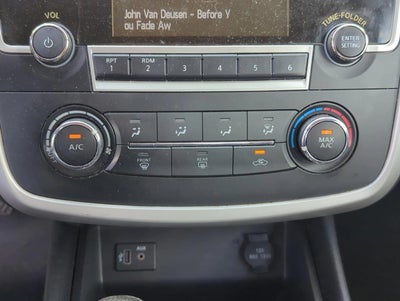 John Van Deusen - Before Y
ou Fade Aw
VOL
TUNE•FOLDER
ENTER
SETTING
RPT
1
RDM
2
3
4
5
6
A/C
MAX
A/C
FRONT
REAR
AUX
12V